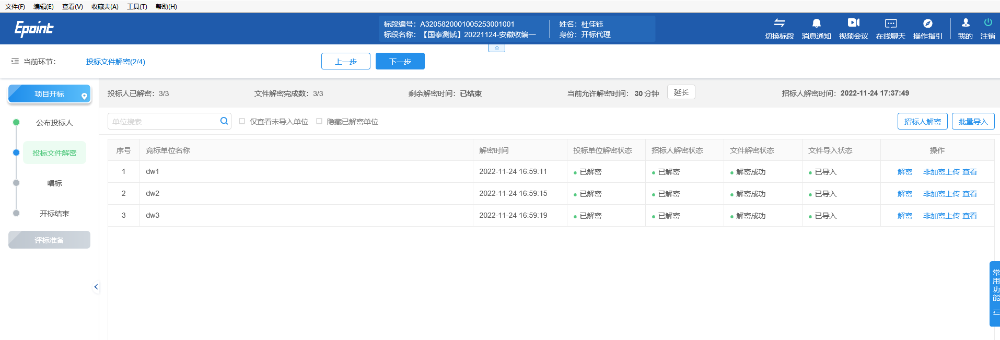 文件(F) 编辑(E) 查看(V) 收藏夹(A) 工具(T) 帮助(H)
Epoint
标段编号：A3205820001005253001001
标段名称：【国泰测试】20221124-安徽收编一
姓名：杜佳钰
身份：开标代理
切换标段 消息通知 视频会议 在线聊天 操作指引 我的 注销
当前环节： 投标文件解密(2/4) 上一步 下一步
项目开标
公布投标人
投标文件解密
唱标
开标结束
评标准备
投标人已解密：3/3 文件解密完成数：3/3 剩余解密时间：已结束 当前允许解密时间：30 分钟 延长 招标人解密时间：2022-11-24 17:37:49
单位搜索 仅查看未导入单位 隐藏已解密单位 招标人解密 批量导入
序号 竞标单位名称 解密时间 投标单位解密状态 招标人解密状态 文件解密状态 文件导入状态 操作
1 dw1 2022-11-24 16:59:11 已解密 已解密 解密成功 已导入 解密 非加密上传 查看
2 dw2 2022-11-24 16:59:15 已解密 已解密 解密成功 已导入 解密 非加密上传 查看
3 dw3 2022-11-24 16:59:19 已解密 已解密 解密成功 已导入 解密 非加密上传 查看
常用功能